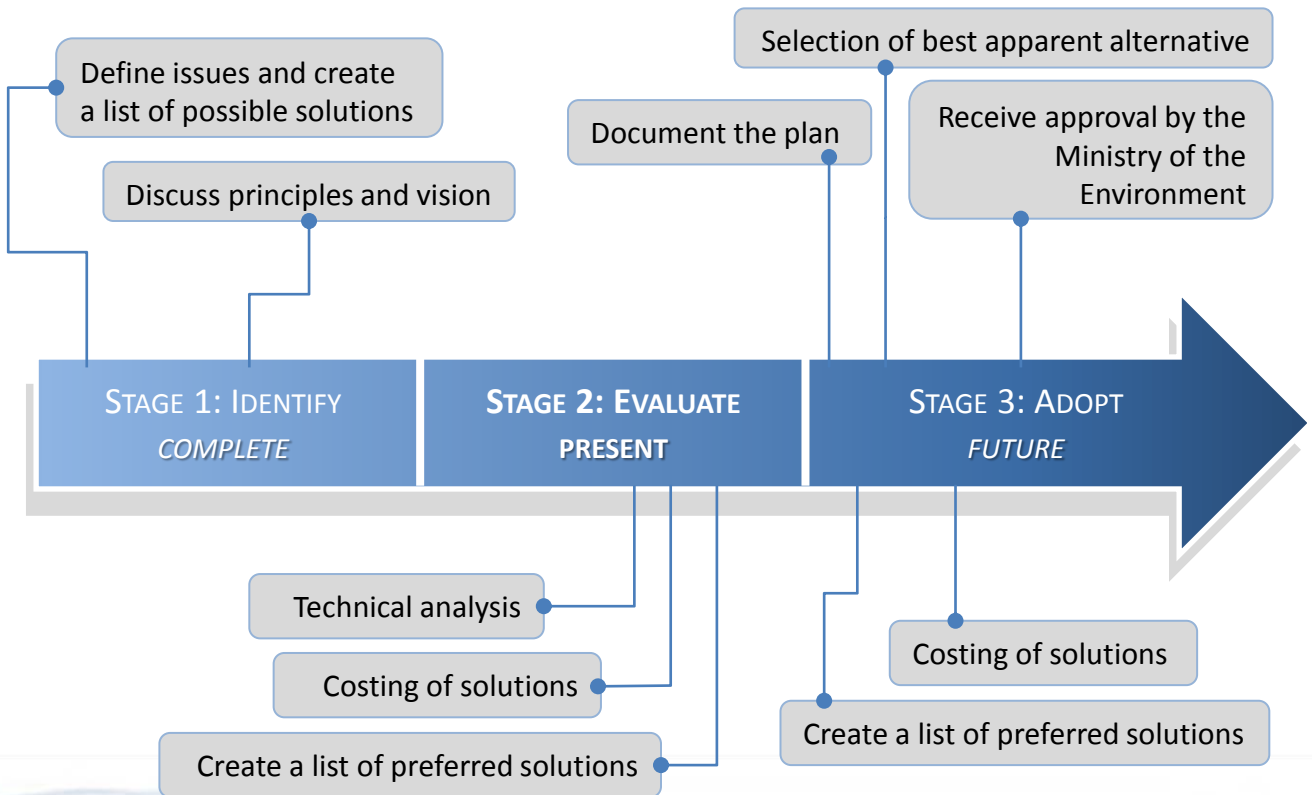 Define issues and create
a list of possible solutions
Discuss principles and vision
Selection of best apparent alternative
Document the plan
Receive approval by the
Ministry of the
Environment
STAGE 1: IDENTIFY
COMPLETE
STAGE 2: EVALUATE
PRESENT
STAGE 3: ADOPT
FUTURE
Technical analysis
Costing of solutions
Create a list of preferred solutions
Costing of solutions
Create a list of preferred solutions